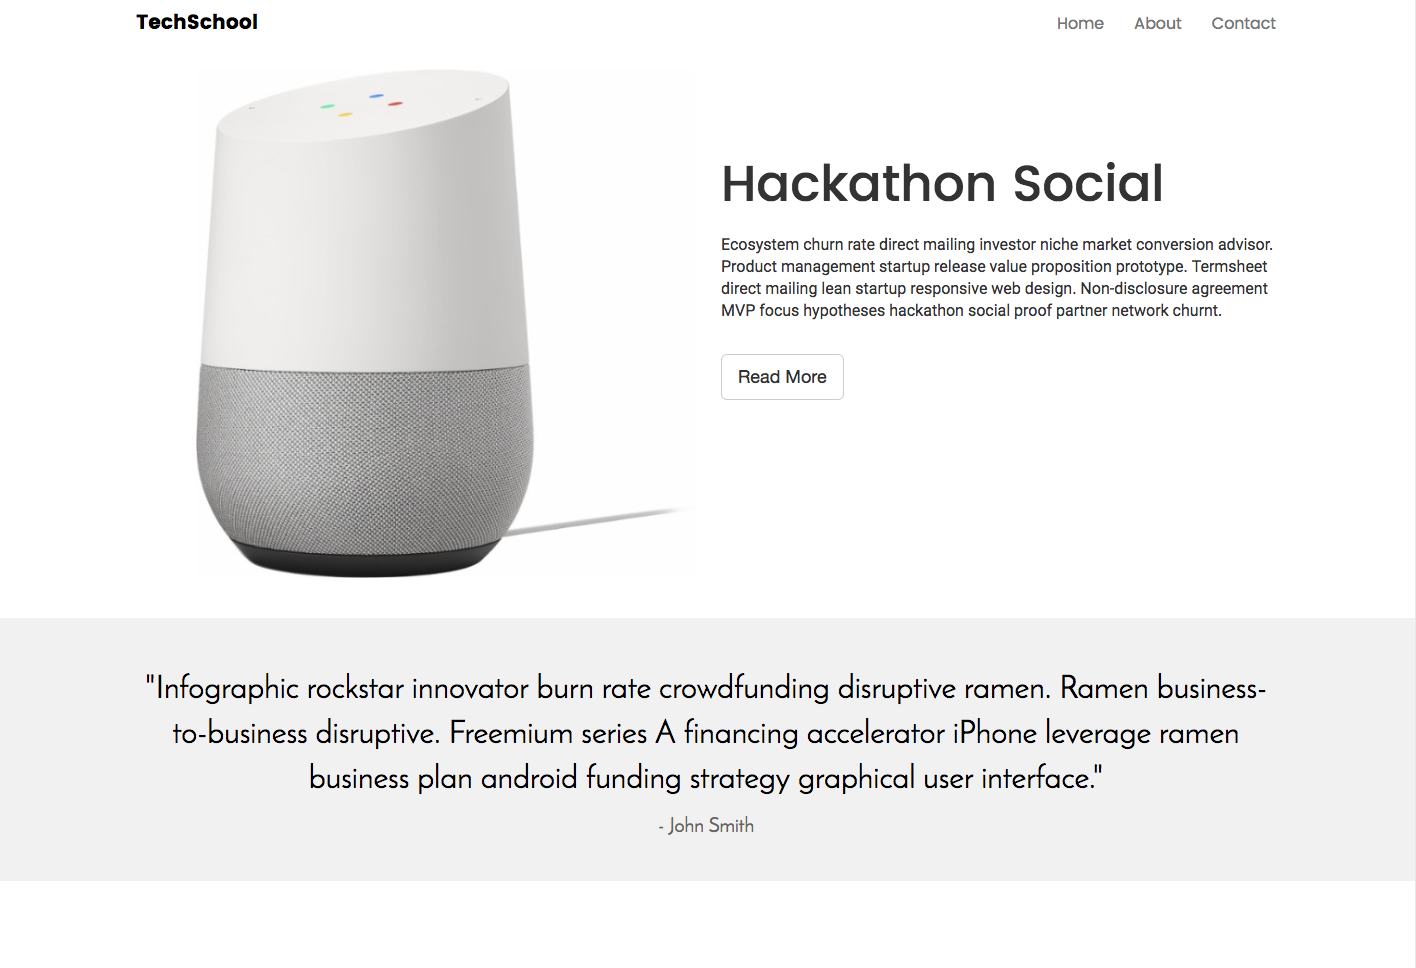 TechSchool
Home About Contact
Hackathon Social
Ecosystem churn rate direct mailing investor niche market conversion advisor.
Product management startup release value proposition prototype. Termsheet
direct mailing lean startup responsive web design. Non-disclosure agreement
MVP focus hypotheses hackathon social proof partner network churnt.
Read More
"Infographic rockstar innovator burn rate crowdfunding disruptive ramen. Ramen business-
to-business disruptive. Freemium series A financing accelerator iPhone leverage ramen
business plan android funding strategy graphical user interface."
- John Smith